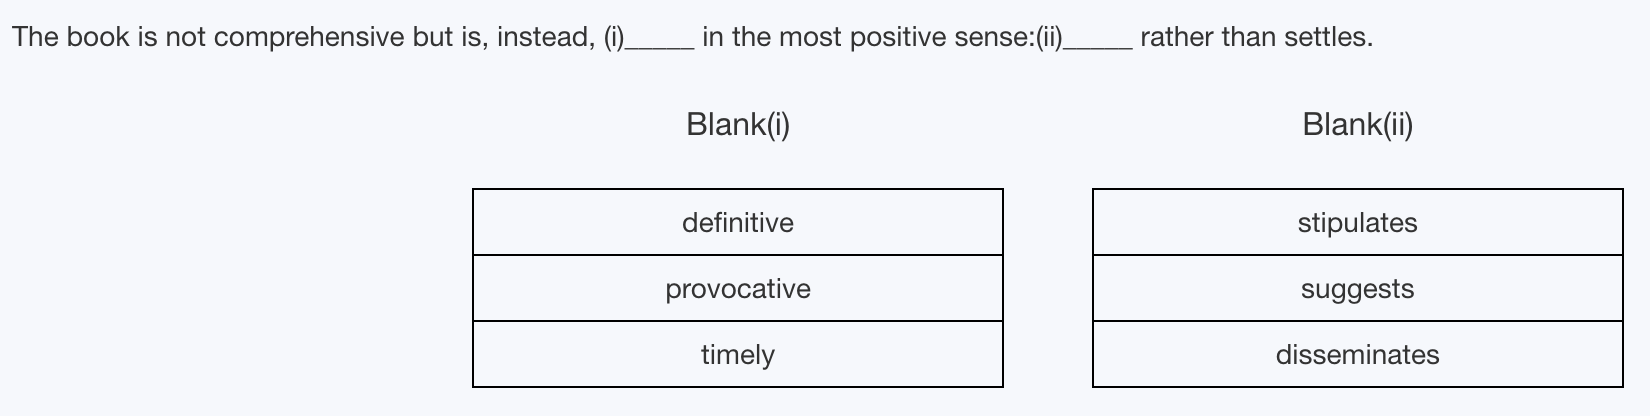 The book is not comprehensive but is, instead, (i)_____ in the most positive sense:(ii)_____ rather than settles.
Blank(i) Blank(ii)
definitive stipulates
provocative suggests
timely disseminates